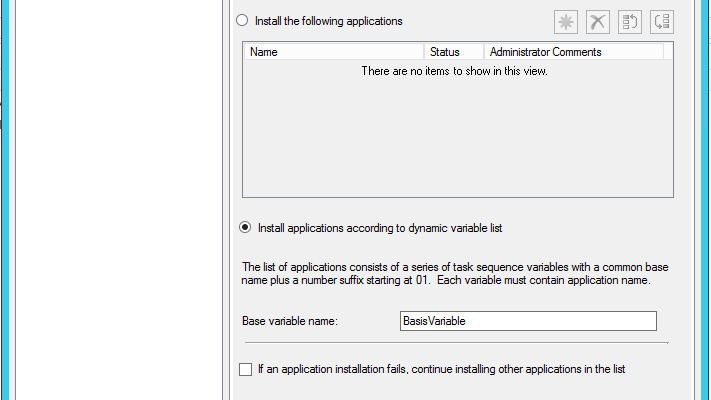 Install the following applications
Name Status Administrator Comments
There are no items to show in this view.
Install applications according to dynamic variable list
The list of applications consists of a series of task sequence variables with a common base
name plus a number suffix starting at 01. Each variable must contain application name.
Base variable name: BasisVariable
If an application installation fails, continue installing other applications in the list